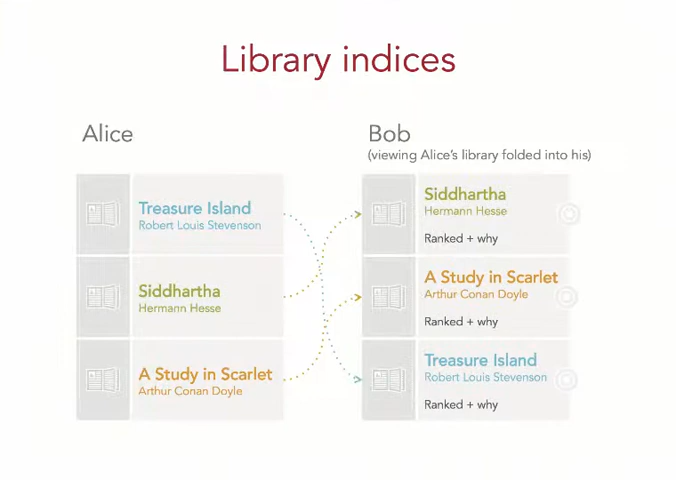 Library indices
Alice
Treasure Island
Robert Louis Stevenson
Siddhartha
Hermann Hesse
A Study in Scarlet
Arthur Conan Doyle
Bob
(viewing Alice's library folded into his)
Siddhartha
Hermann Hesse
Ranked + why
A Study in Scarlet
Arthur Conan Doyle
Ranked + why
Treasure Island
Robert Louis Stevenson
Ranked + why